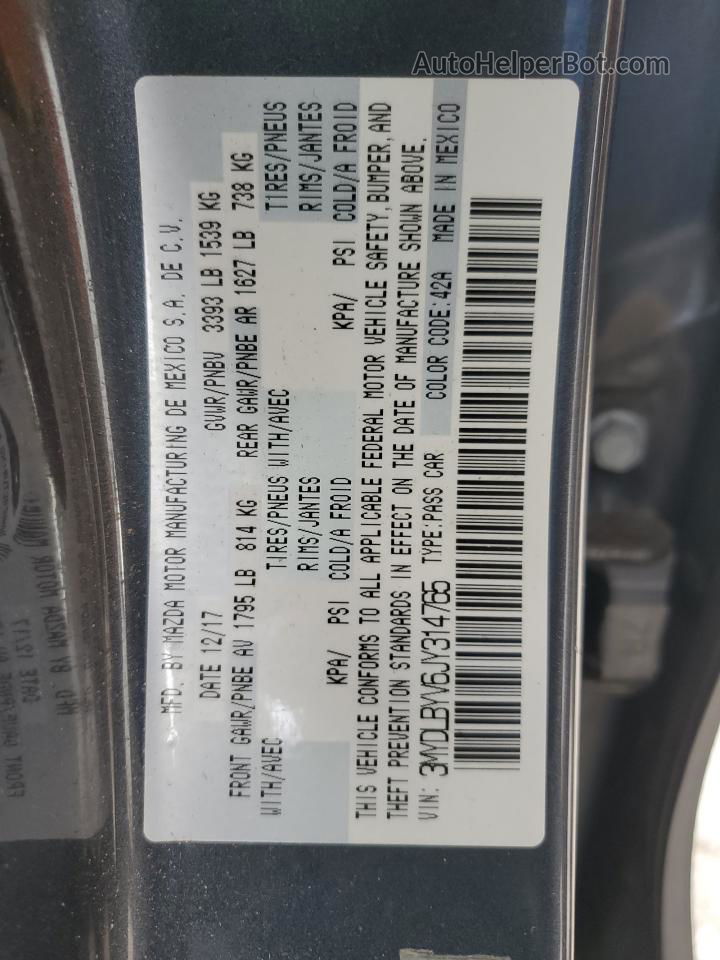 AutoHelperBot.com
MFD. BY MAZDA MOTOR MANUFACTURING DE MEXICO S.A. DE C.V.
DATE 12/17 GVWR/PNBV 3393 LB 1539 KG
FRONT GAWR/PNBE AV 1795 LB 814 KG REAR GAWR/PNBE AR 1627 LB 738 KG
WITH/AVEC TIRES/PNEUS WITH/AVEC TIRES/PNEUS
RIMS/JANTES RIMS/JANTES
KPA/ PSI COLD/A FROID KPA/ PSI COLD/A FROID
THIS VEHICLE CONFORMS TO ALL APPLICABLE FEDERAL MOTOR VEHICLE SAFETY, BUMPER, AND
THEFT PREVENTION STANDARDS IN EFFECT ON THE DATE OF MANUFACTURE SHOWN ABOVE.
VIN: 3MYDLBYV6JY314765 TYPE:PASS CAR COLOR CODE:42A MADE IN MEXICO